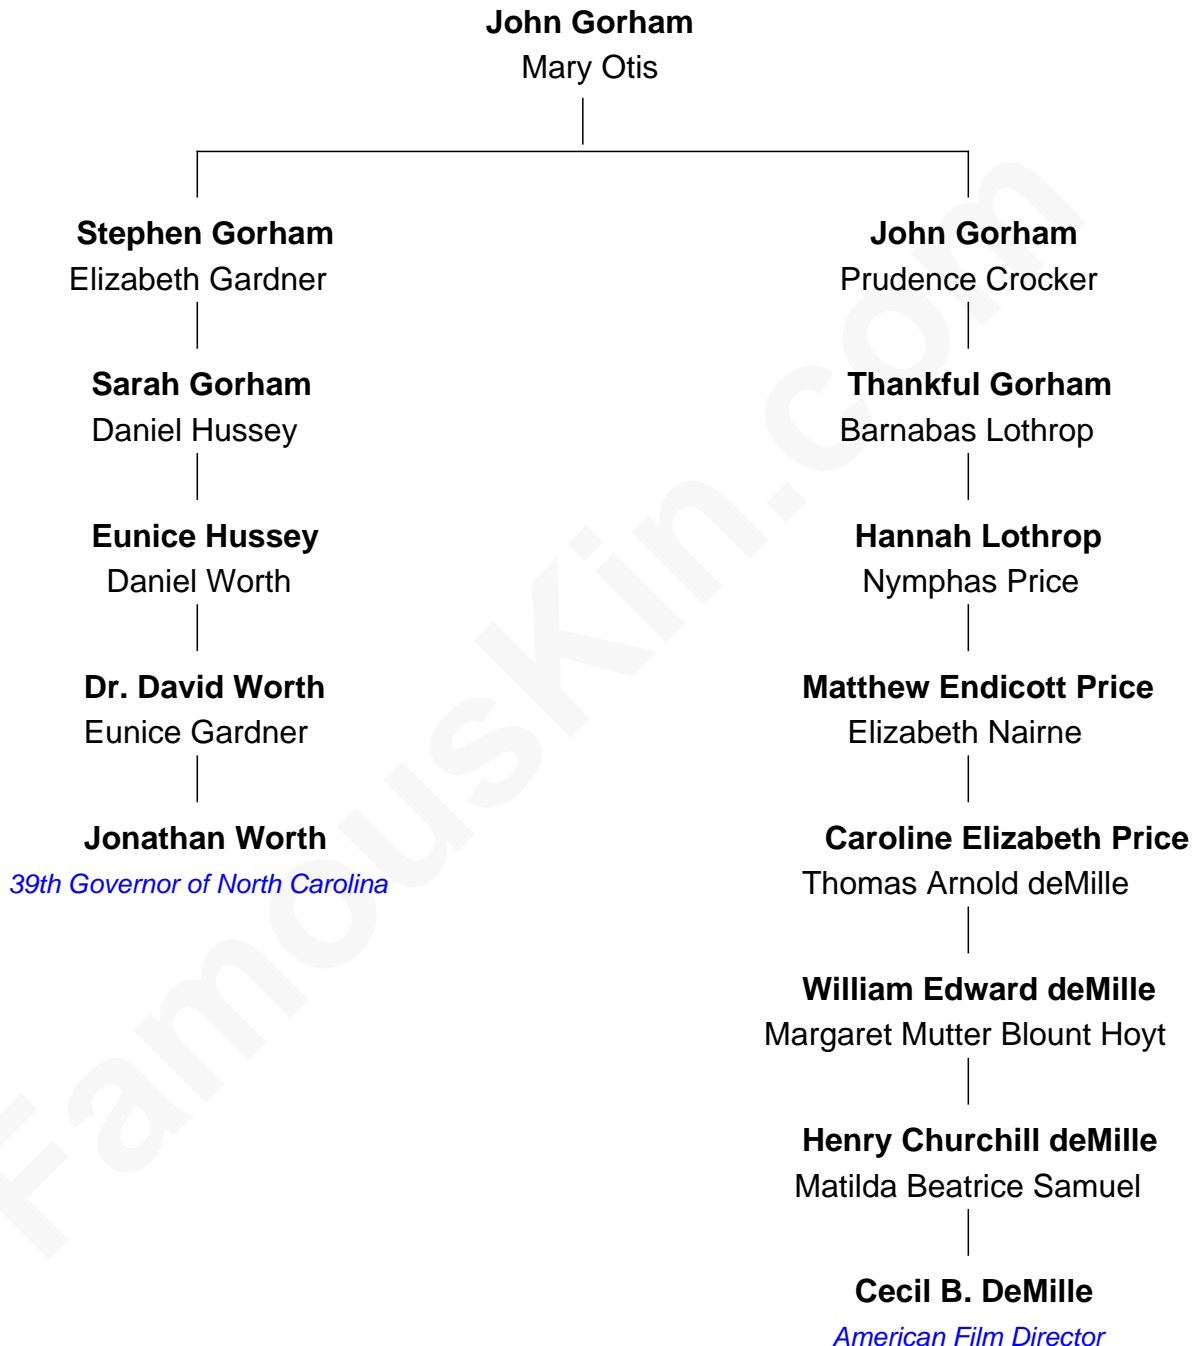 John Gorham
Mary Otis
Stephen Gorham
Elizabeth Gardner
John Gorham
Prudence Crocker
Sarah Gorham
Daniel Hussey
Thankful Gorham
Barnabas Lothrop
Eunice Hussey
Daniel Worth
Hannah Lothrop
Nymphas Price
Dr. David Worth
Eunice Gardner
Matthew Endicott Price
Elizabeth Nairne
Jonathan Worth
39th Governor of North Carolina
Caroline Elizabeth Price
Thomas Arnold deMille
William Edward deMille
Margaret Mutter Blount Hoyt
Henry Churchill deMille
Matilda Beatrice Samuel
Cecil B. DeMille
American Film Director
FamousKin.com